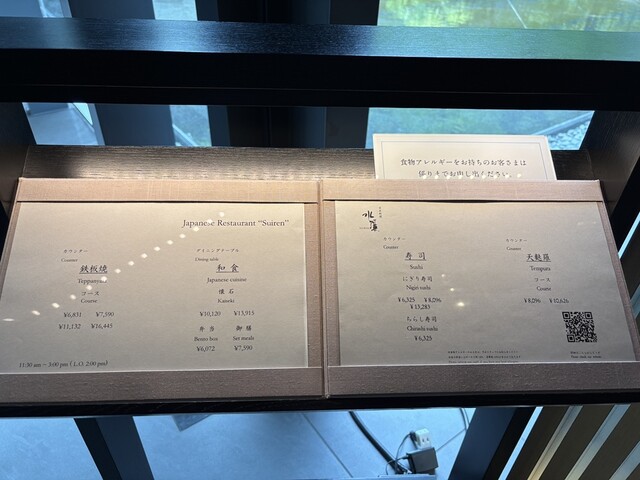 食物アレルギーをお持ちのお客さまは
係りまでお申し出ください。
Japanese Restaurant “Suiren”
カウンター
Counter
鉄板焼
Teppanyaki
コース
Course
¥6,831 ¥7,590
¥11,132 ¥16,445
ダイニングテーブル
Dining table
和食
Japanese cuisine
懐石
Kaiseki
¥10,120 ¥13,915
弁当 御膳
Bento box Set meals
¥6,072 ¥7,590
11:30 am ~ 3:00 pm ( L.O. 2:00 pm)
水簾
カウンター
Counter
寿司
Sushi
にぎり寿司
Nigiri sushi
¥6,325 ¥8,096
¥13,283
ちらし寿司
Chirashi sushi
¥6,325
カウンター
Counter
天麩羅
Tempura
コース
Course
¥8,096 ¥12,626